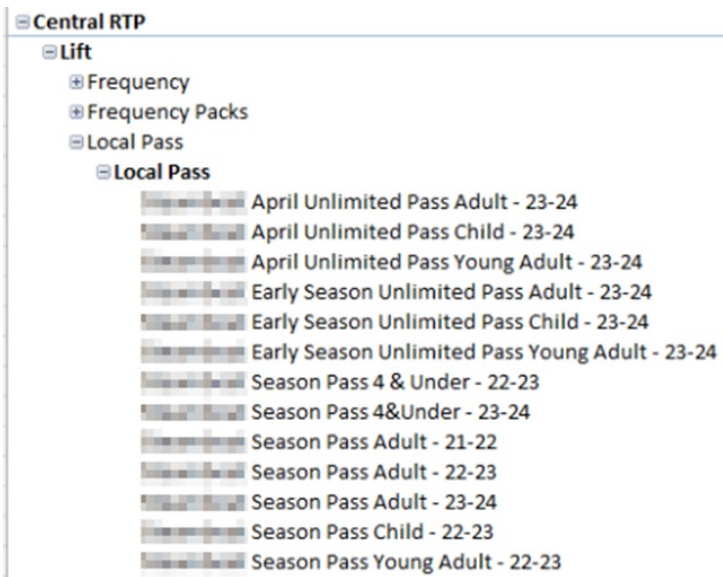 Central RTP
Lift
Frequency
Frequency Packs
Local Pass
Local Pass
April Unlimited Pass Adult - 23-24
April Unlimited Pass Child - 23-24
April Unlimited Pass Young Adult - 23-24
Early Season Unlimited Pass Adult - 23-24
Early Season Unlimited Pass Child - 23-24
Early Season Unlimited Pass Young Adult - 23-24
Season Pass 4 & Under - 22-23
Season Pass 4&Under - 23-24
Season Pass Adult - 21-22
Season Pass Adult - 22-23
Season Pass Adult - 23-24
Season Pass Child - 22-23
Season Pass Young Adult - 22-23